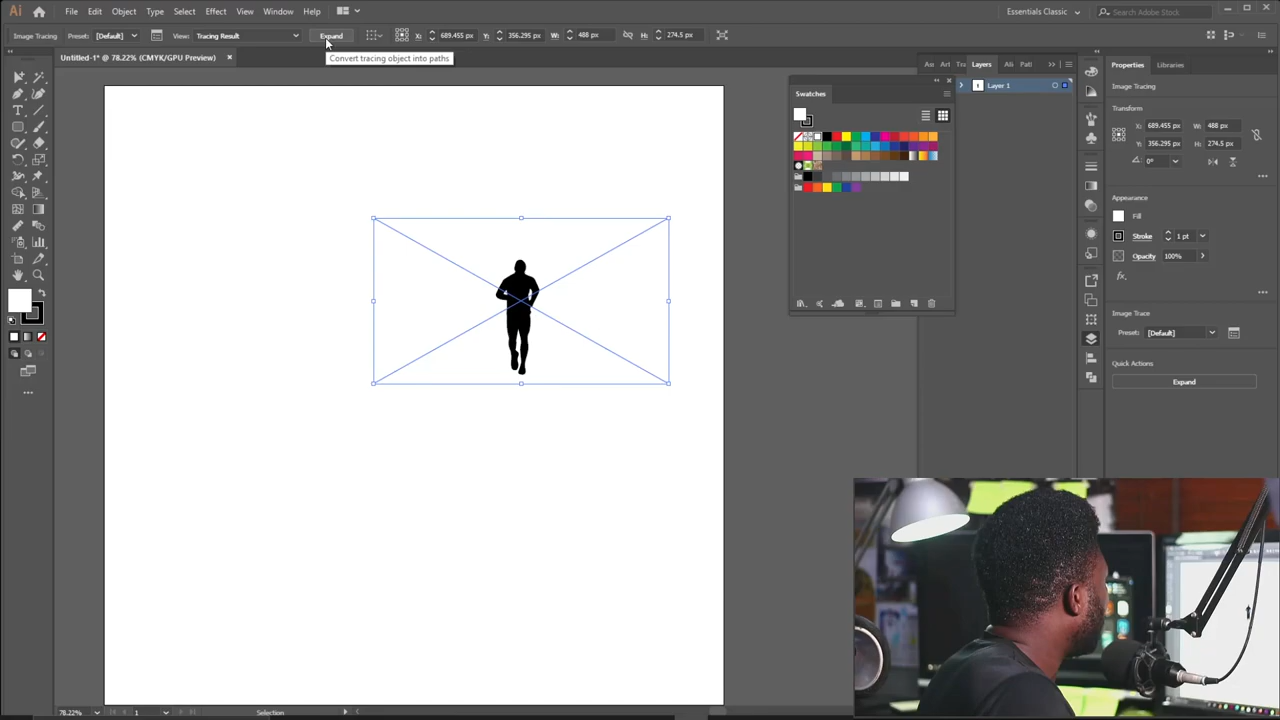 Ai File Edit Object Type Select Effect View Window Help Essentials Classic Search Adobe Stock
Image Tracing Preset: [Default] View: Tracing Result Expand X: 689.455 px Y: 356.295 px W: 488 px H: 274.5 px
Convert tracing object into paths
Untitled-1* @ 78.22% (CMYK/GPU Preview) ×
Layers
Layer 1
Swatches
Properties Libraries
Image Tracing
Transform
X: 689.455 px W: 488 px
Y: 356.295 px H: 274.5 px
0°
Appearance
Fill
Stroke 1 pt
Opacity 100%
fx
Image Trace
Preset: [Default]
Quick Actions
Expand
78.22% 1 Selection